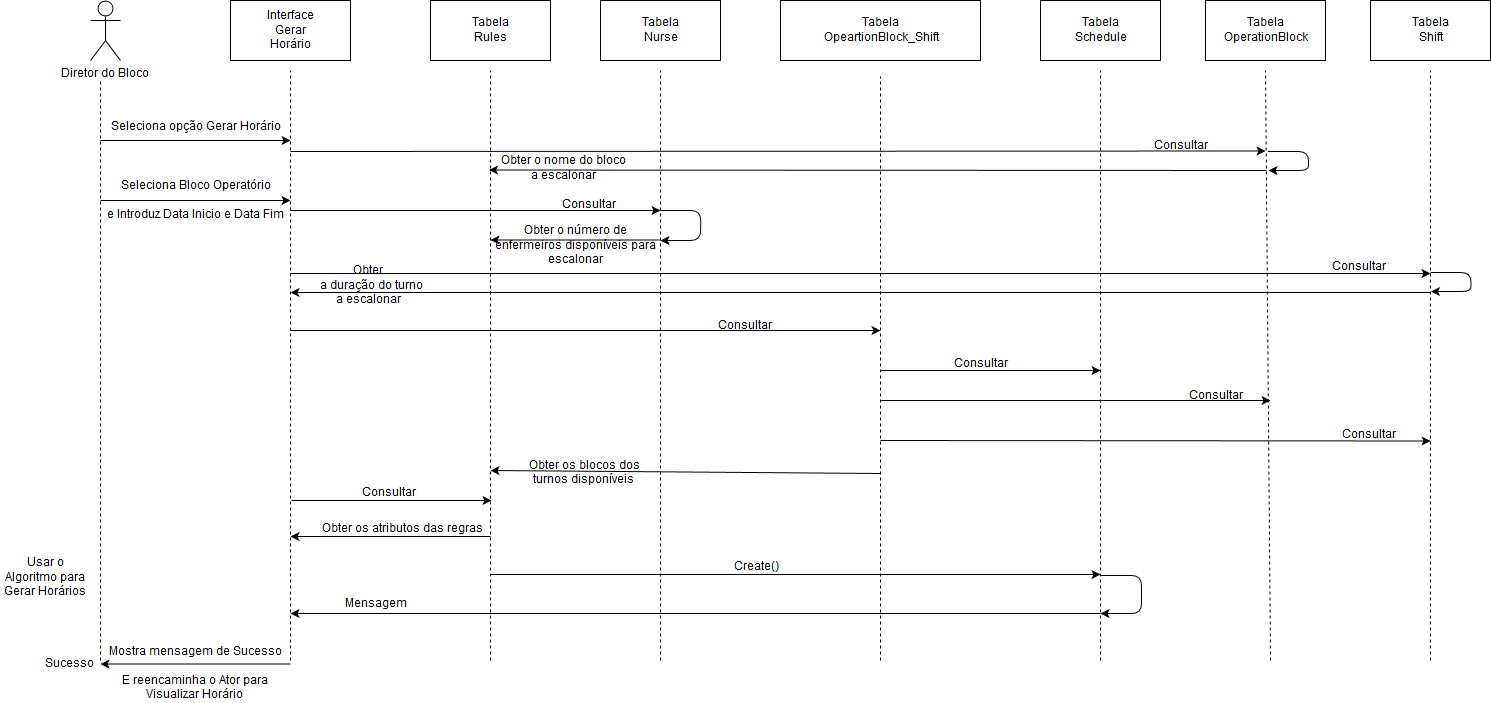 Diretor do Bloco
Interface
Gerar
Horário
Tabela
Rules
Tabela
Nurse
Tabela
OpeartionBlock_Shift
Tabela
Schedule
Tabela
OperationBlock
Tabela
Shift
Seleciona opção Gerar Horário
Consultar
Obter o nome do bloco
a escalonar
Seleciona Bloco Operatório
e Introduz Data Inicio e Data Fim
Consultar
Obter o número de
enfermeiros disponíveis para
escalonar
Consultar
Obter
a duração do turno
a escalonar
Consultar
Consultar
Consultar
Consultar
Obter os blocos dos
turnos disponíveis
Consultar
Obter os atributos das regras
Usar o
Algoritmo para
Gerar Horários
Create()
Mensagem
Mostra mensagem de Sucesso
Sucesso
E reencaminha o Ator para
Visualizar Horário